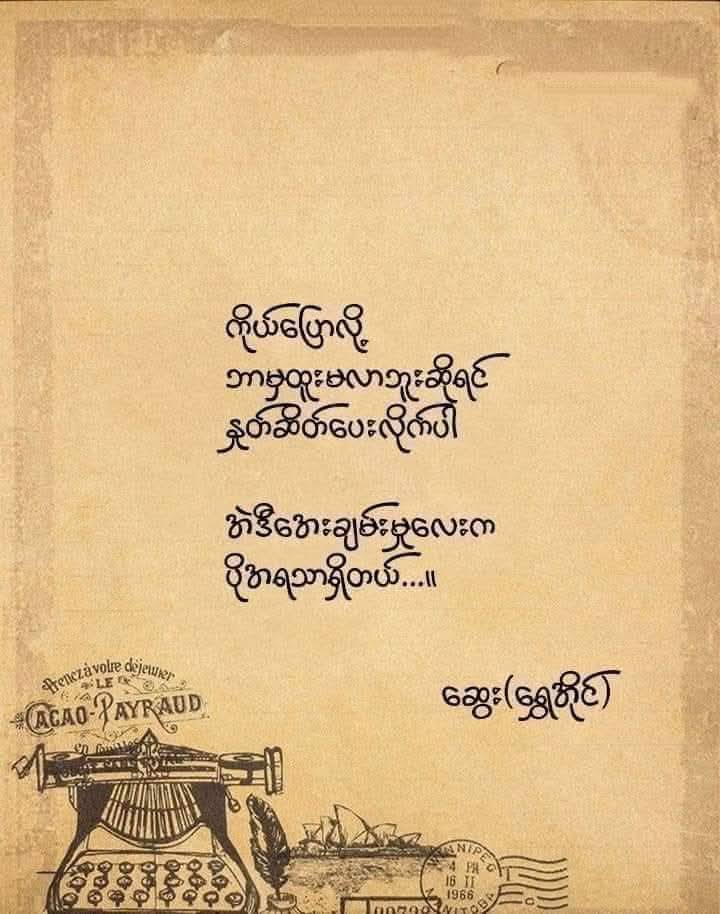 ကိုယ်ပြောလို့
ဘာမှထူးမလာဘူးဆိုရင်
နှုတ်ဆိတ်ပေးလိုက်ပါ
အဲဒီအေးချမ်းမှုလေးက
ပိုအရသာရှိတယ်...။
ဆွေး(ရွှေအိုင်)
Prenez à votre déjeuner
LE
CACAO-PAYRAUD
WINNIPEG
4 PM
16 II
1966
MANITOBA